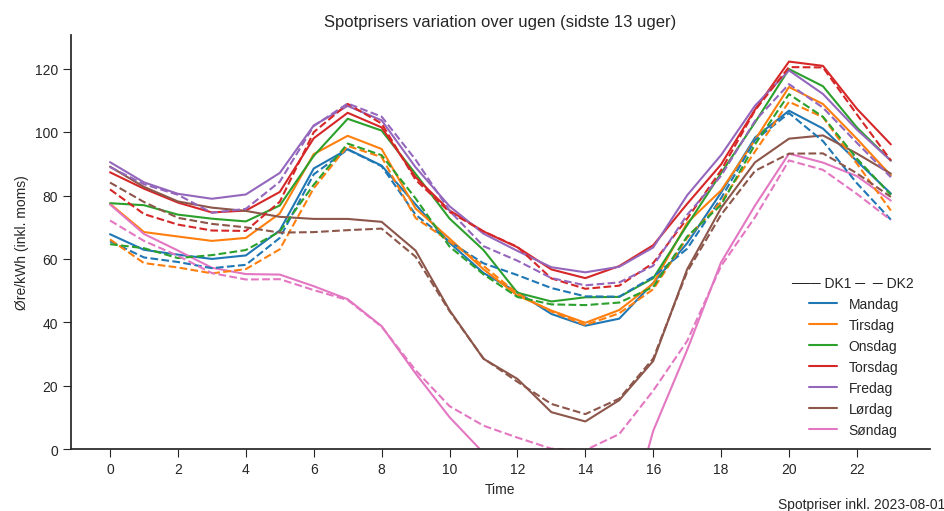 Spotprisers variation over ugen (sidste 13 uger)
Øre/kWh (inkl. moms)
120
100
80
60
40
20
0
0 2 4 6 8 10 12 14 16 18 20 22
Time
DK1 DK2
Mandag
Tirsdag
Onsdag
Torsdag
Fredag
Lørdag
Søndag
Spotpriser inkl. 2023-08-01